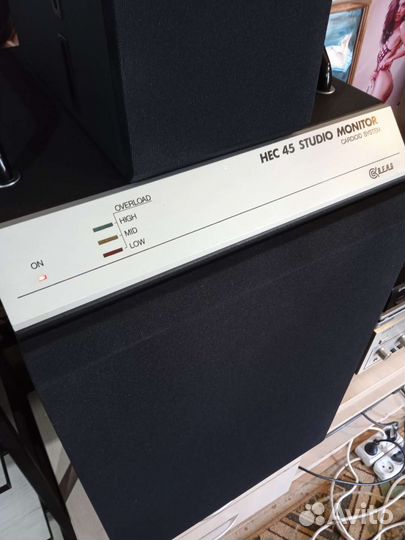 HEC 45 STUDIO MONITOR
CARDIOID SYSTEM
OVERLOAD
HIGH
MID
LOW
ON
Avito